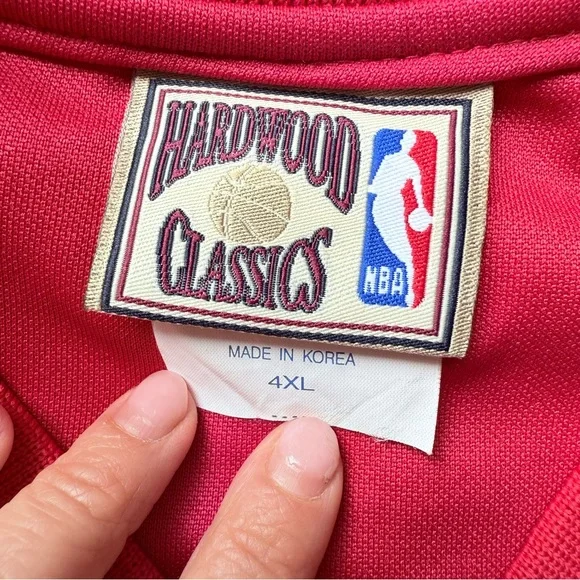 HARDWOOD
CLASSICS
NBA
MADE IN KOREA
4XL